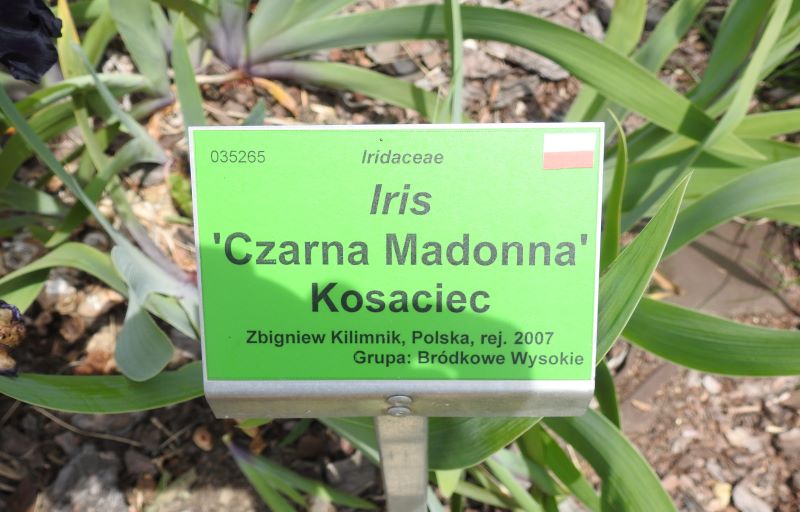 035265 Iridaceae
Iris
'Czarna Madonna'
Kosaciec
Zbigniew Kilimnik, Polska, rej. 2007
Grupa: Bródkowe Wysokie